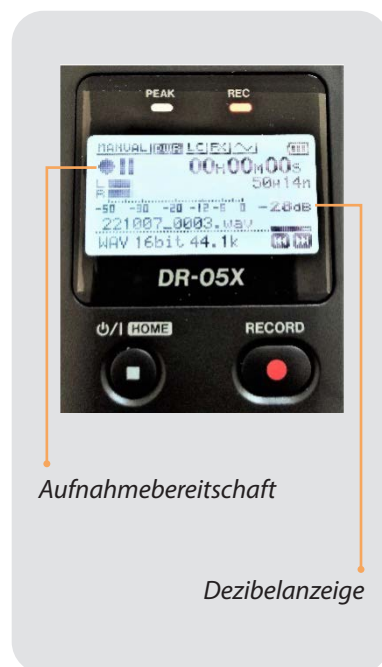 PEAK REC
MANUAL LC
00H00M00S
L 50H14M
R
-50 -30 -20 -12 -6 0 -28dB
221007_0003.wav
WAV 16bit 44.1k
DR-05X
⏻/I HOME RECORD
Aufnahmebereitschaft
Dezibelanzeige